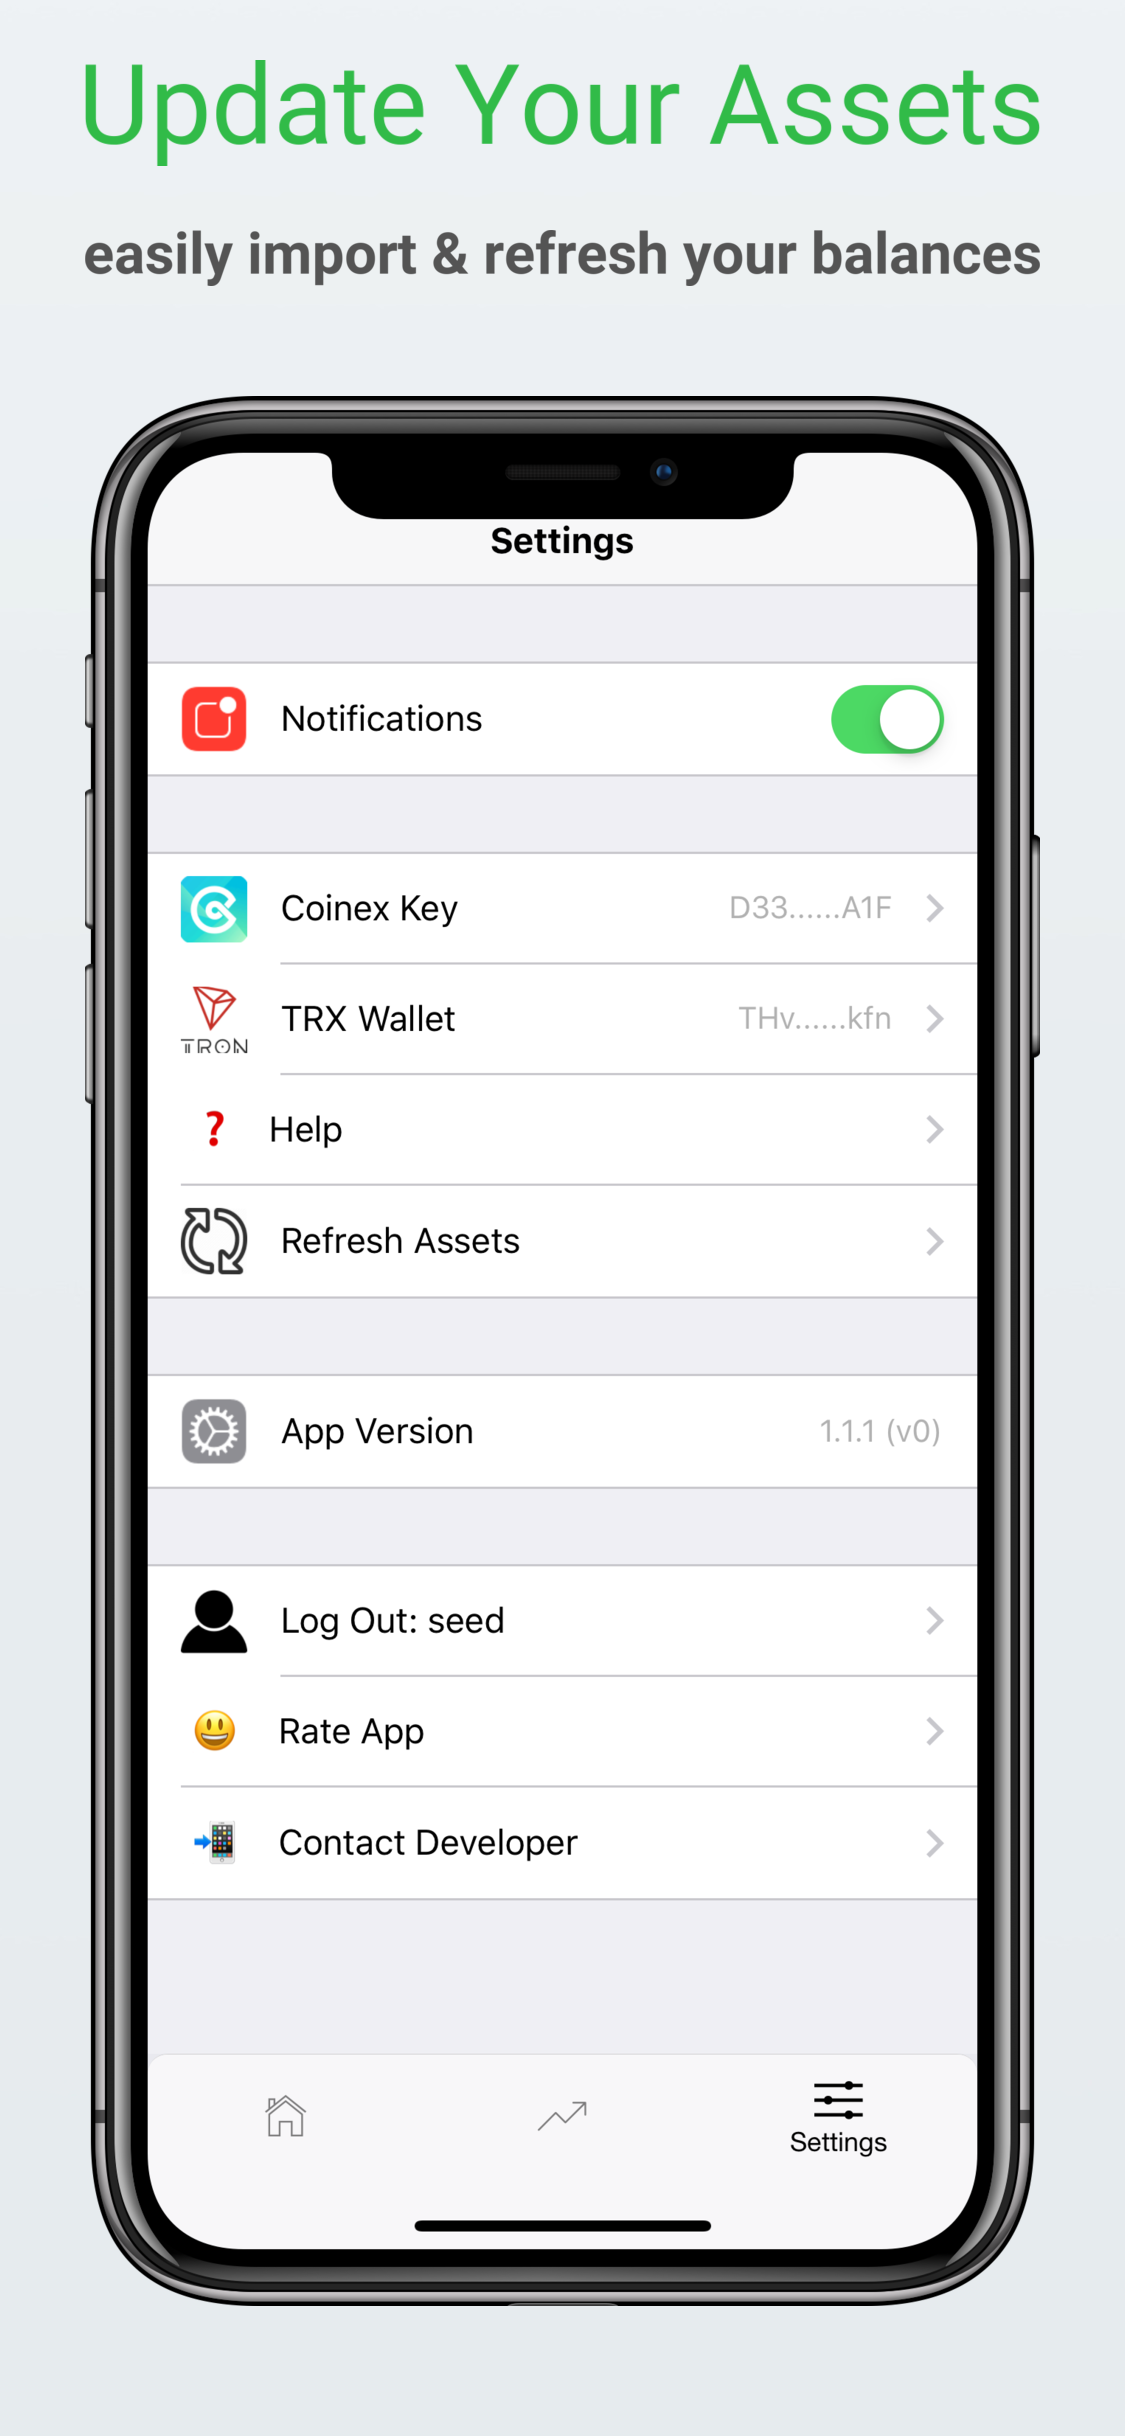 Update Your Assets
easily import & refresh your balances
Settings
Notifications
Coinex Key D33......A1F
TRX Wallet THv......kfn
TRON
? Help
Refresh Assets
App Version 1.1.1 (v0)
Log Out: seed
Rate App
Contact Developer
Settings